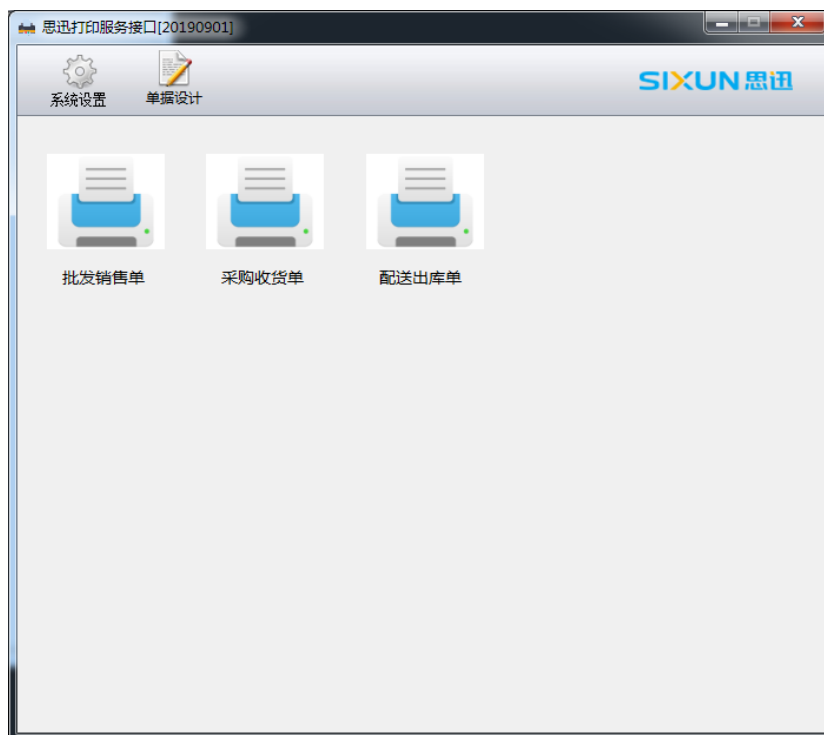 思迅打印服务接口[20190901]
系统设置
单据设计
SIXUN思迅
批发销售单
采购收货单
配送出库单